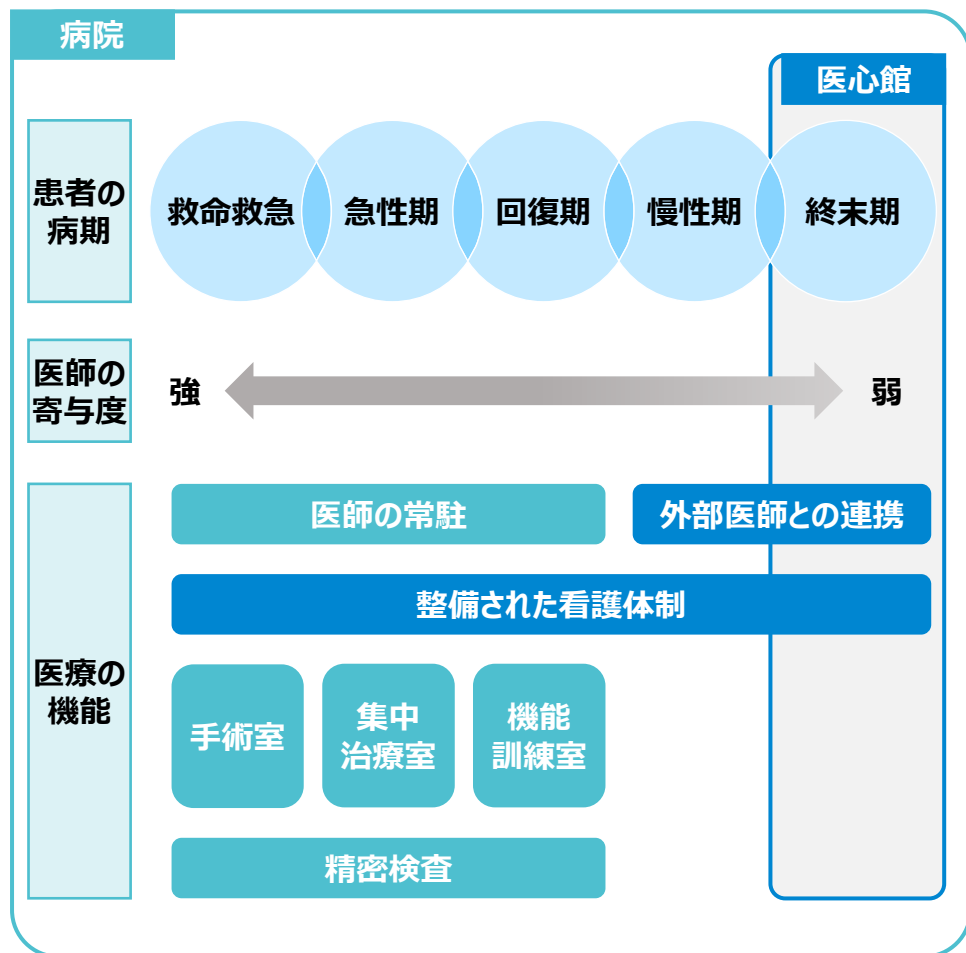 病院
医心館
患者の
病期
救命救急
急性期
回復期
慢性期
終末期
医師の
寄与度
強
弱
医療の
機能
医師の常駐
外部医師との連携
整備された看護体制
手術室
集中
治療室
機能
訓練室
精密検査